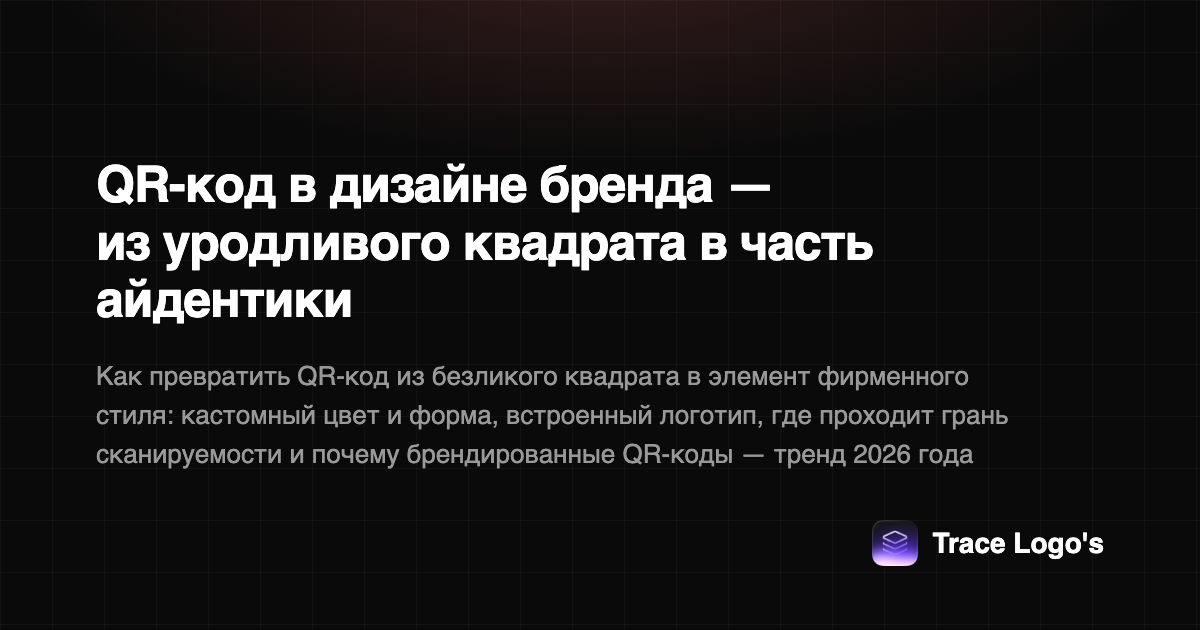 QR-код в дизайне бренда —
из уродливого квадрата в часть
айдентики
Как превратить QR-код из безликого квадрата в элемент фирменного
стиля: кастомный цвет и форма, встроенный логотип, где проходит грань
сканируемости и почему брендированные QR-коды — тренд 2026 года
Trace Logo's